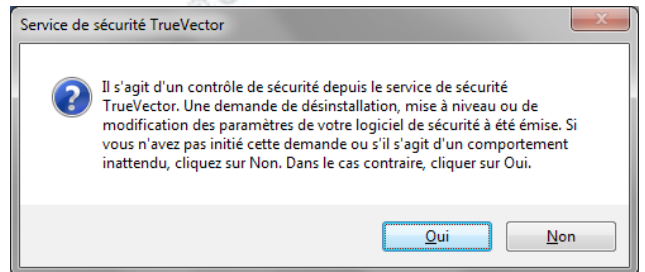 Service de sécurité TrueVector
Il s'agit d'un contrôle de sécurité depuis le service de sécurité
TrueVector. Une demande de désinstallation, mise à niveau ou de
modification des paramètres de votre logiciel de sécurité à été émise. Si
vous n'avez pas initié cette demande ou s'il s'agit d'un comportement
inattendu, cliquez sur Non. Dans le cas contraire, cliquer sur Oui.
Oui
Non